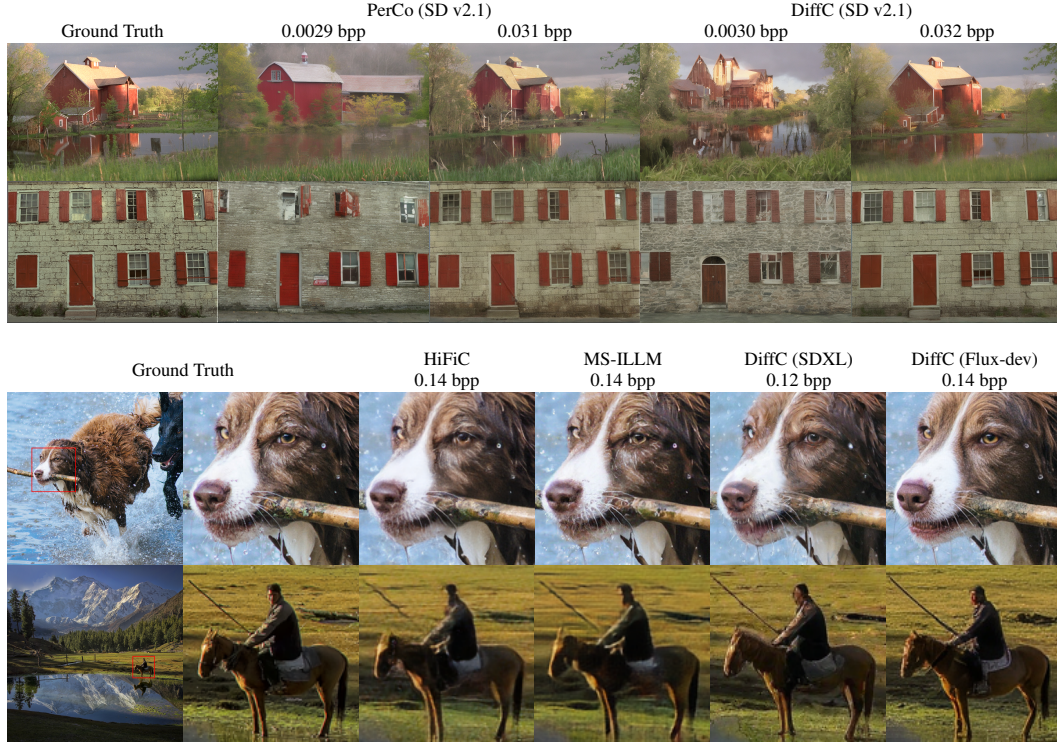 PerCo (SD v2.1)
DiffC (SD v2.1)
Ground Truth
0.0029 bpp
0.031 bpp
0.0030 bpp
0.032 bpp
Ground Truth
HiFiC
MS-ILLM
DiffC (SDXL)
DiffC (Flux-dev)
0.14 bpp
0.14 bpp
0.12 bpp
0.14 bpp